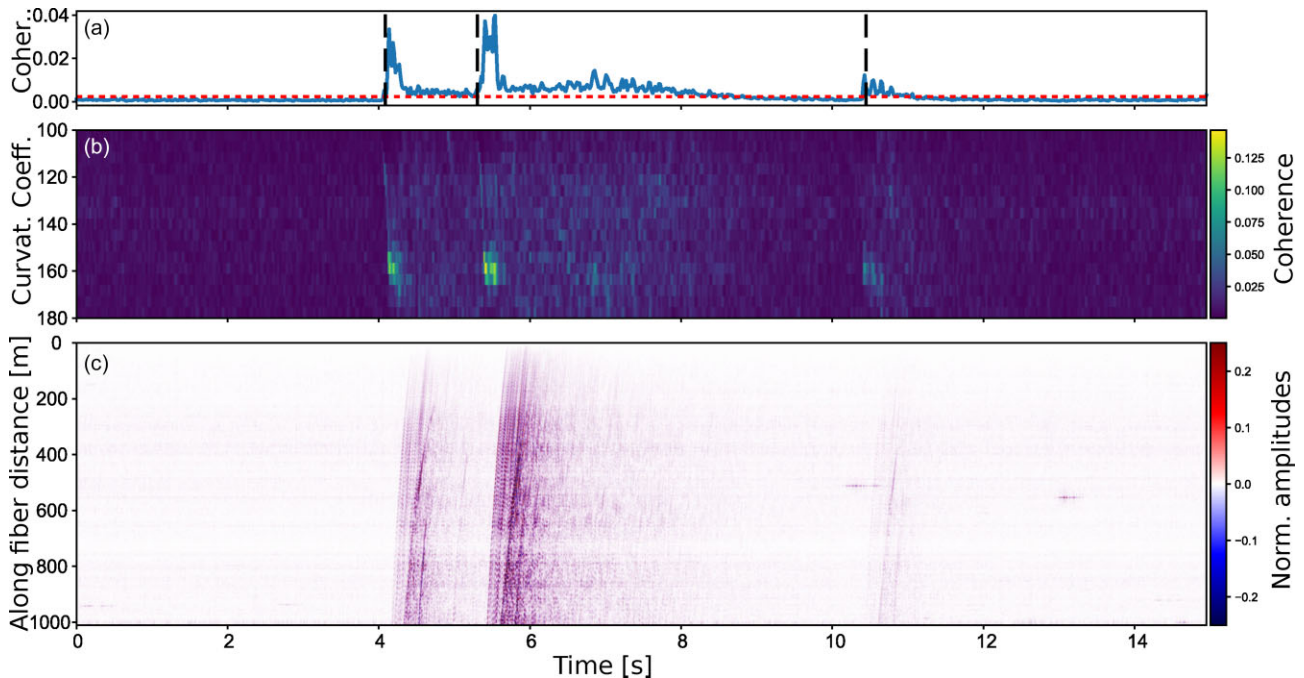 (a)
Coher.
0.04
0.02
0.00
(b)
Curvat. Coeff.
100
120
140
160
180
0.125
0.100
0.075
0.050
0.025
Coherence
(c)
Along fiber distance [m]
0
200
400
600
800
1000
0.2
0.1
0.0
−0.1
−0.2
Norm. amplitudes
0 2 4 6 8 10 12 14
Time [s]